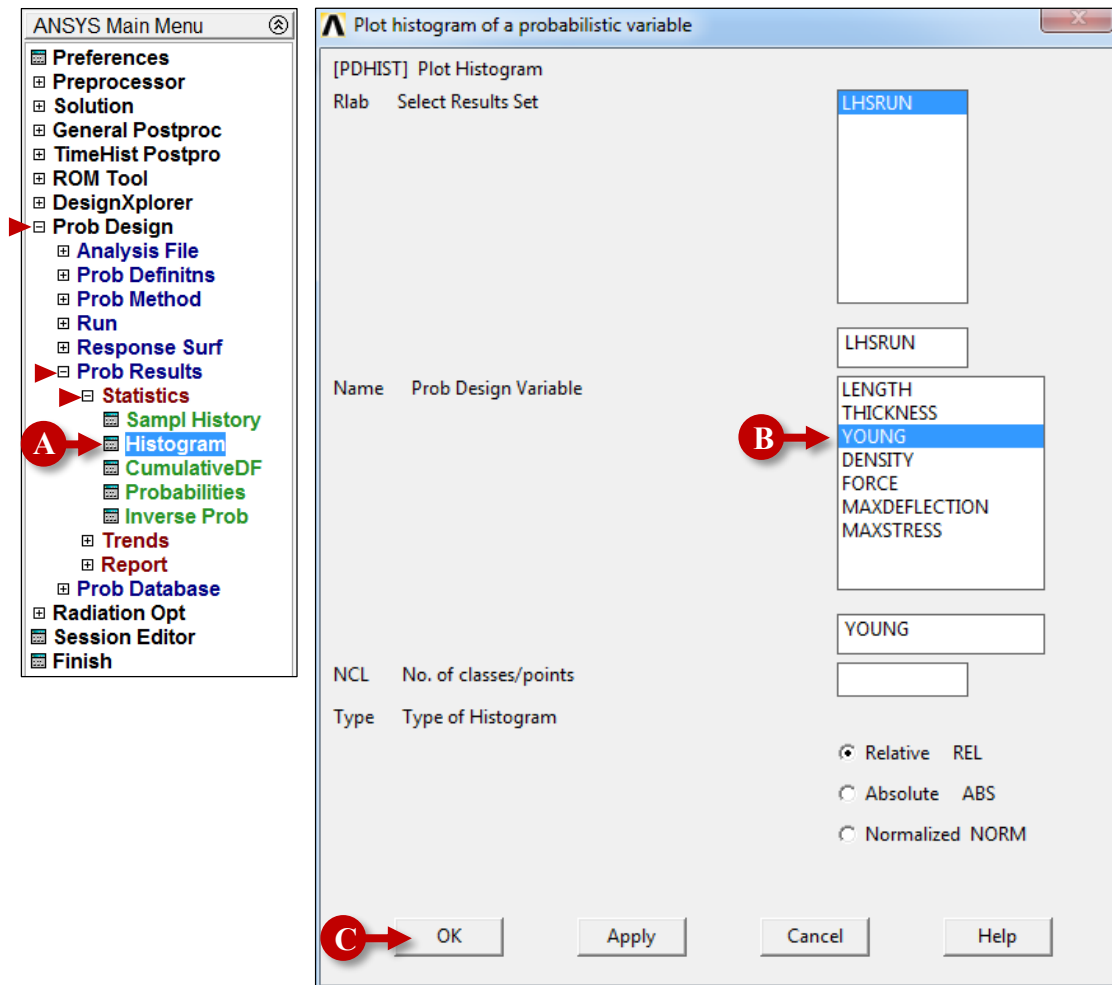 ANSYS Main Menu
Preferences
Preprocessor
Solution
General Postproc
TimeHist Postpro
ROM Tool
DesignXplorer
Prob Design
Analysis File
Prob Definitns
Prob Method
Run
Response Surf
Prob Results
Statistics
Sampl History
A Histogram
CumulativeDF
Probabilities
Inverse Prob
Trends
Report
Prob Database
Radiation Opt
Session Editor
Finish
Plot histogram of a probabilistic variable
[PDHIST] Plot Histogram
Rlab Select Results Set LHSRUN
LHSRUN
Name Prob Design Variable LENGTH
THICKNESS
B YOUNG
DENSITY
FORCE
MAXDEFLECTION
MAXSTRESS
YOUNG
NCL No. of classes/points
Type Type of Histogram
Relative REL
Absolute ABS
Normalized NORM
C OK Apply Cancel Help